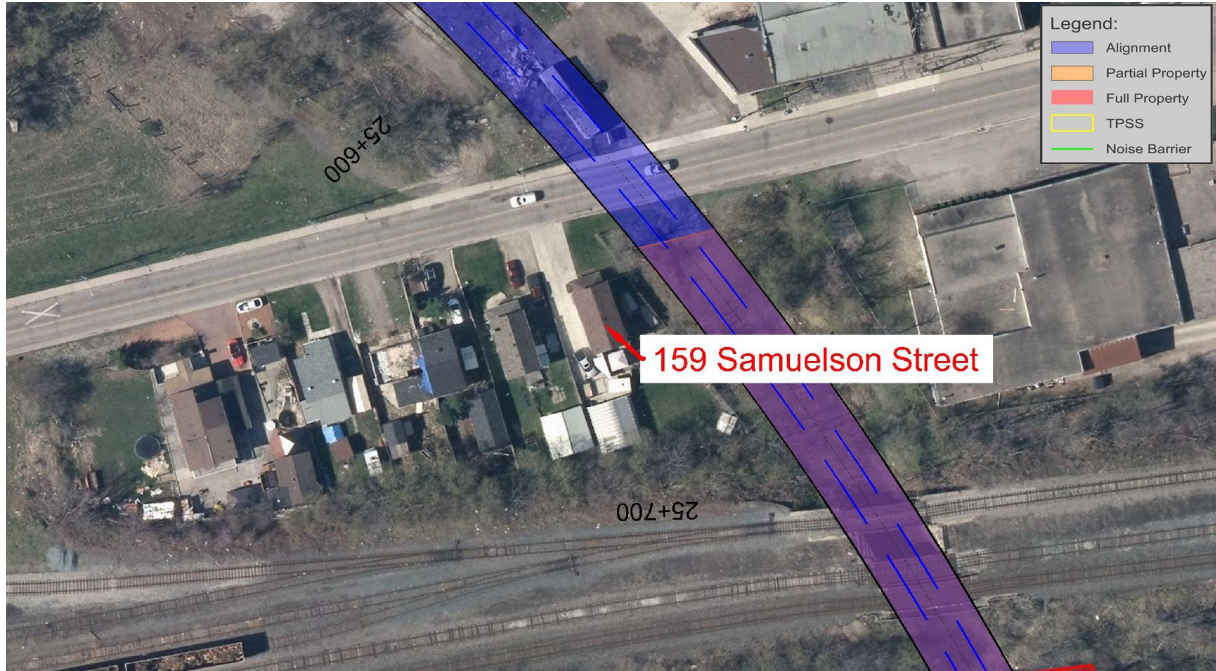 Legend:
Alignment
Partial Property
Full Property
TPSS
Noise Barrier
25+600
159 Samuelson Street
25+700